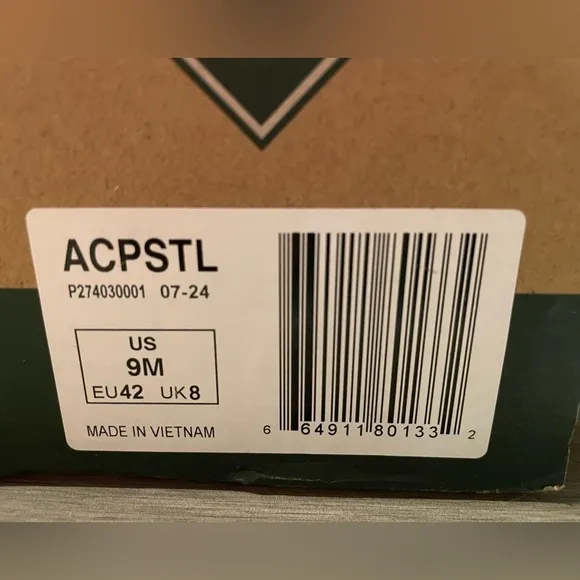 ACPSTL
P274030001 07-24
US
9M
EU42 UK8
MADE IN VIETNAM
6 64911 80133 2